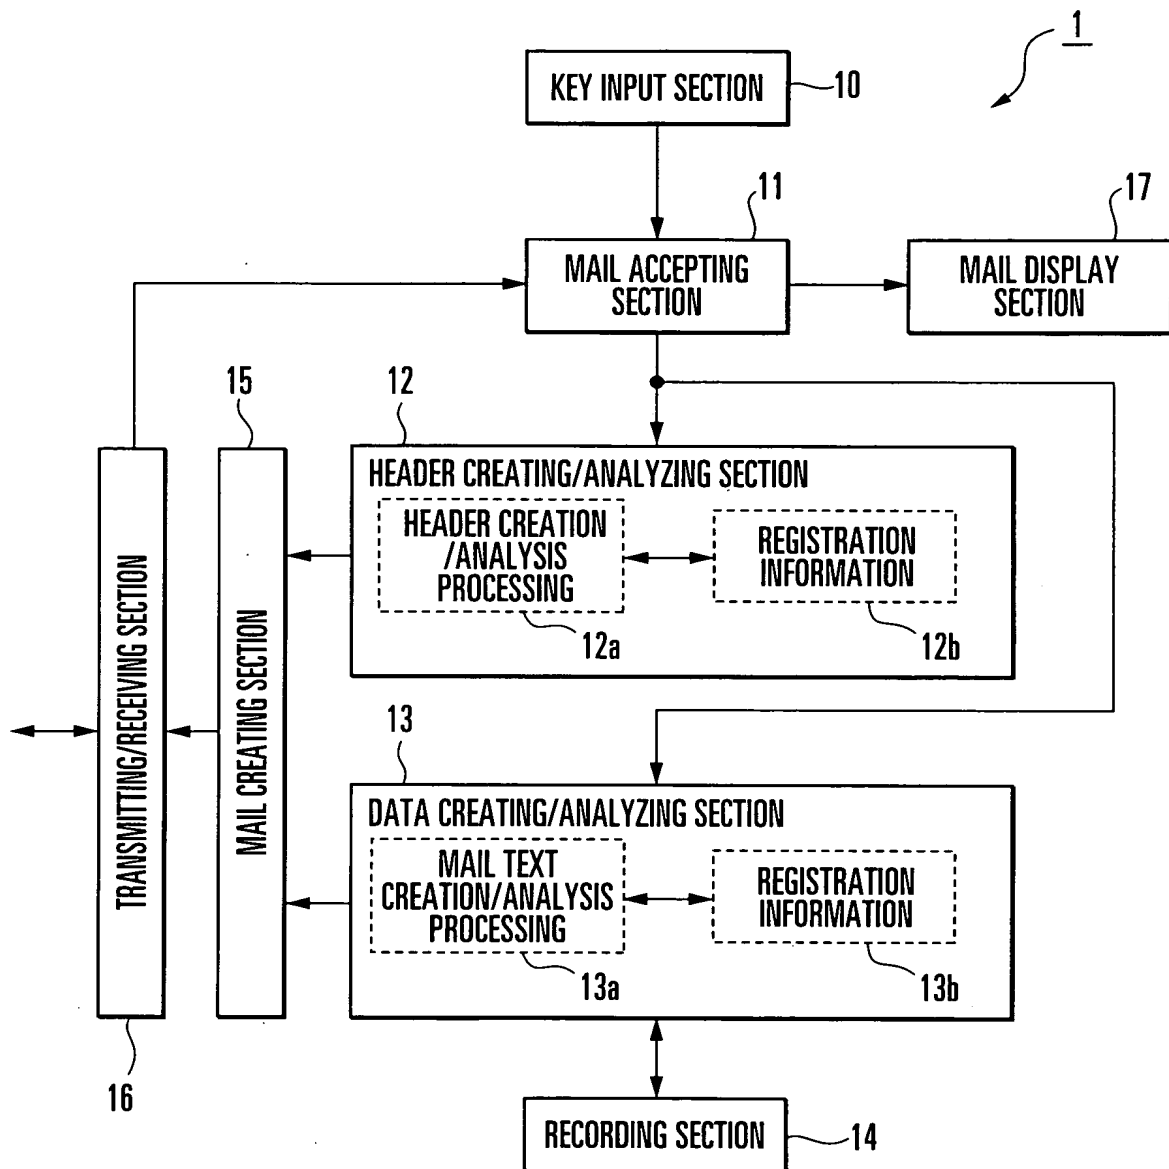 1
KEY INPUT SECTION
10
11
17
MAIL ACCEPTING
SECTION
MAIL DISPLAY
SECTION
15
12
HEADER CREATING/ANALYZING SECTION
HEADER CREATION
/ANALYSIS
PROCESSING
REGISTRATION
INFORMATION
12a
12b
TRANSMITTING/RECEIVING SECTION
MAIL CREATING SECTION
13
DATA CREATING/ANALYZING SECTION
MAIL TEXT
CREATION/ANALYSIS
PROCESSING
REGISTRATION
INFORMATION
13a
13b
16
RECORDING SECTION
14